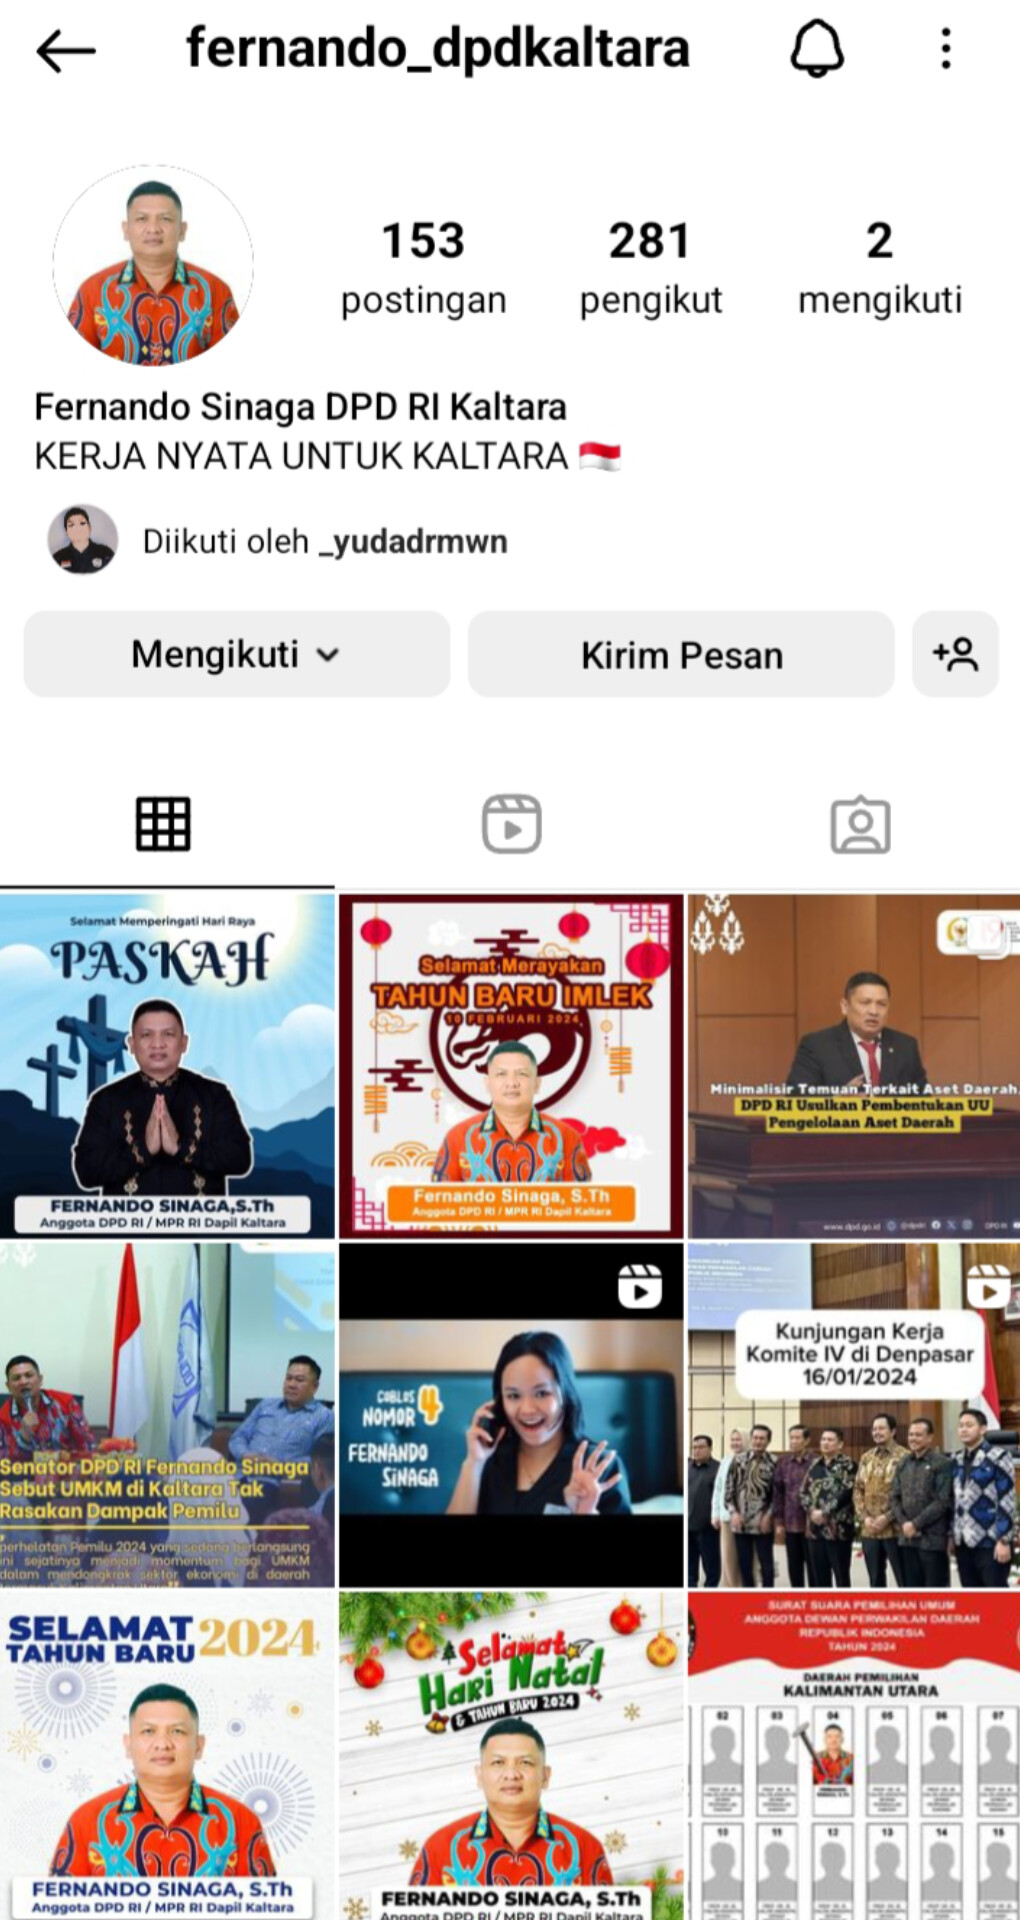 fernando_dpdkaltara
153
postingan
281
pengikut
2
mengikuti
Fernando Sinaga DPD RI Kaltara
KERJA NYATA UNTUK KALTARA
Diikuti oleh _yudadrmwn
Mengikuti
Kirim Pesan
Selamat Memperingati Hari Raya
PASKAH
FERNANDO SINAGA,S.Th
Anggota DPD RI / MPR RI Dapil Kaltara
Selamat Merayakan
TAHUN BARU IMLEK
10 FEBRUARI 2024
Fernando Sinaga, S.Th
Anggota DPD RI / MPR RI Dapil Kaltara
Minimalisir Temuan Terkait Aset Daerah,
DPD RI Usulkan Pembentukan UU
Pengelolaan Aset Daerah
www.dpd.go.id
DPD RI
Senator DPD RI Fernando Sinaga
Sebut UMKM di Kaltara Tak
Rasakan Dampak Pemilu
perhelatan Pemilu 2024 yang sedang berlangsung
ini sejatinya menjadi momentum bagi UMKM
dalam mendongkrak sektor ekonomi di daerah
COBLOS
NOMOR 4
FERNANDO
SINAGA
Kunjungan Kerja
Komite IV di Denpasar
16/01/2024
SELAMAT
TAHUN BARU 2024
FERNANDO SINAGA, S.Th
Anggota DPD RI / MPR RI Dapil Kaltara
Selamat
Hari Natal
& TAHUN BARU 2024
FERNANDO SINAGA, S.Th
Anggota DPD RI / MPR RI Dapil Kaltara
SURAT SUARA PEMILIHAN UMUM
ANGGOTA DEWAN PERWAKILAN DAERAH
REPUBLIK INDONESIA
TAHUN 2024
DAERAH PEMILIHAN
KALIMANTAN UTARA
02 03 04 05 06 07
10 11 12 13 14 15